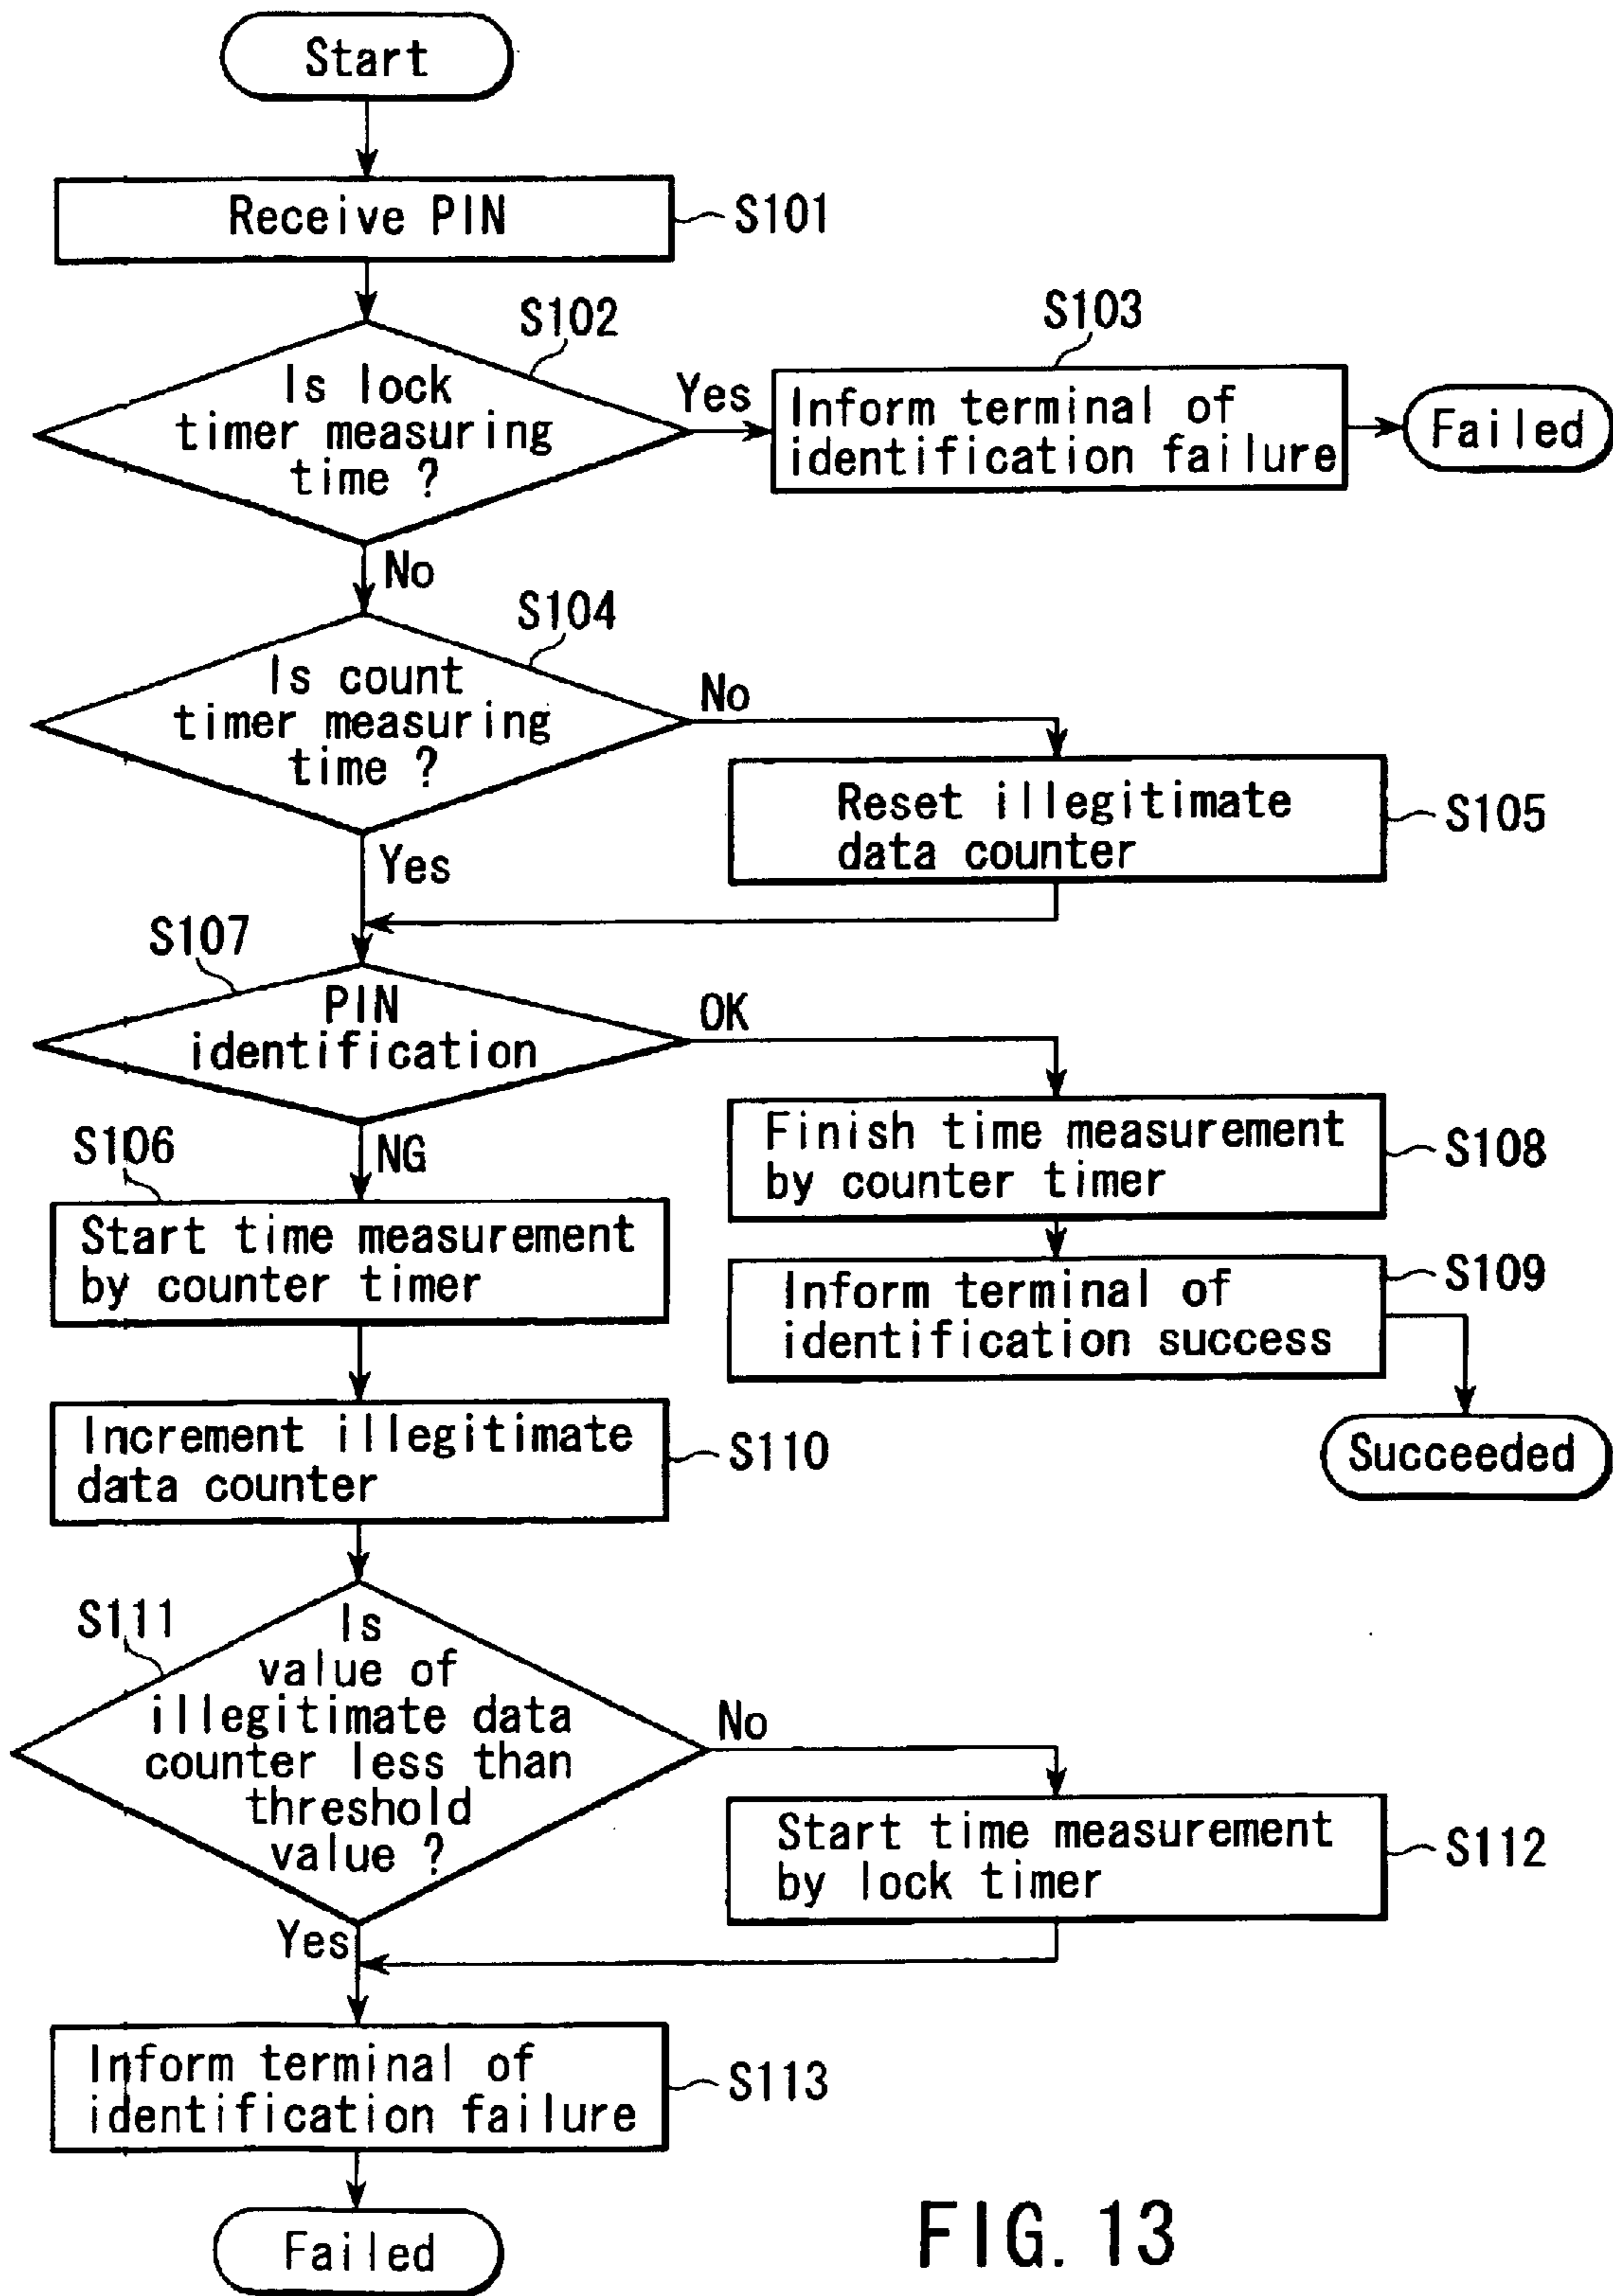 Start
Receive PIN
S101
S102
Is lock
timer measuring
time ?
Yes
S103
Inform terminal of
identification failure
Failed
No
S104
Is count
timer measuring
time ?
No
Reset illegitimate
data counter
S105
Yes
S107
PIN
identification
OK
Finish time measurement
by counter timer
S108
S106
NG
Start time measurement
by counter timer
Inform terminal of
identification success
S109
Succeeded
Increment illegitimate
data counter
S110
S111
Is
value of
illegitimate data
counter less than
threshold
value ?
No
Start time measurement
by lock timer
S112
Yes
Inform terminal of
identification failure
S113
Failed
FIG. 13